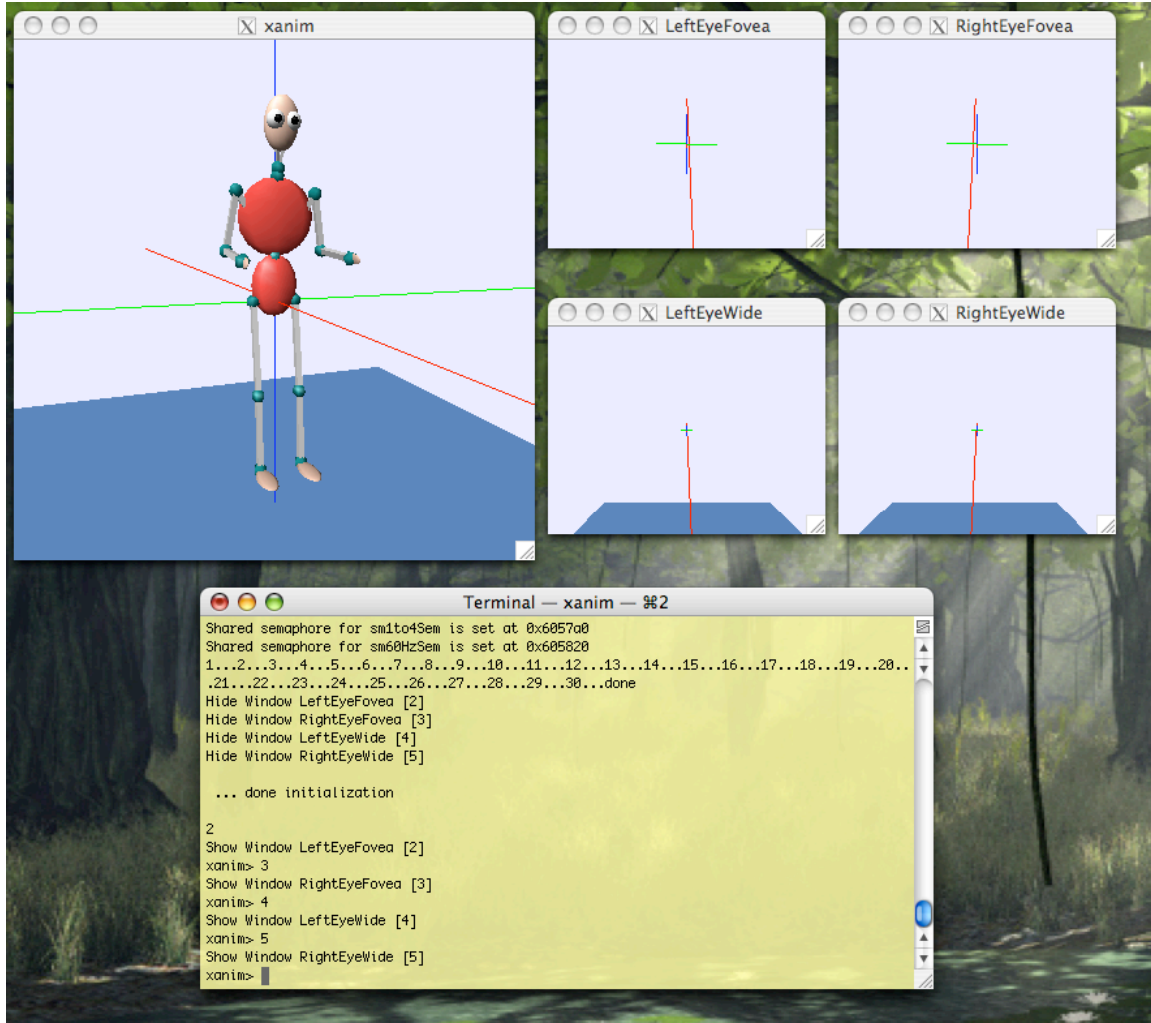 xanim
LeftEyeFovea
RightEyeFovea
LeftEyeWide
RightEyeWide
Terminal — xanim — ⌘2
Shared semaphore for sm1to4Sem is set at 0x6057a0
Shared semaphore for sm60HzSem is set at 0x605820
1...2...3...4...5...6...7...8...9...10...11...12...13...14...15...16...17...18...19...20..
.21...22...23...24...25...26...27...28...29...30...done
Hide Window LeftEyeFovea [2]
Hide Window RightEyeFovea [3]
Hide Window LeftEyeWide [4]
Hide Window RightEyeWide [5]
... done initialization
2
Show Window LeftEyeFovea [2]
xanim> 3
Show Window RightEyeFovea [3]
xanim> 4
Show Window LeftEyeWide [4]
xanim> 5
Show Window RightEyeWide [5]
xanim>